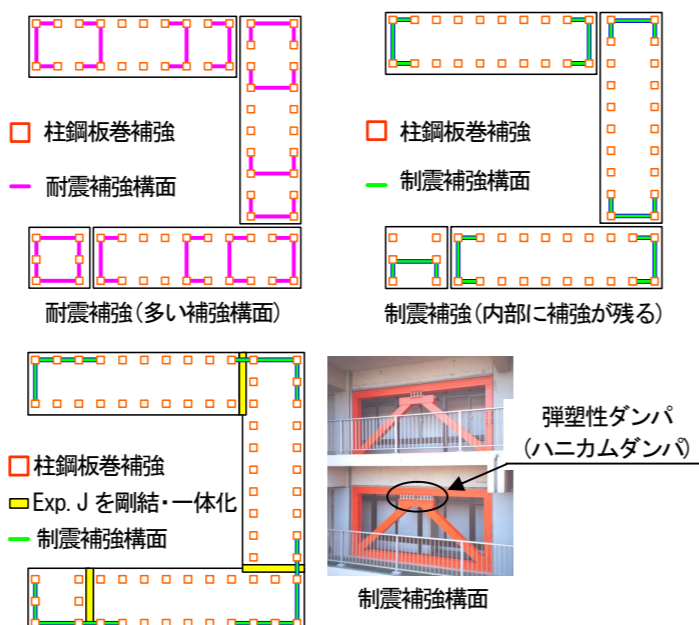 柱鋼板巻補強
耐震補強構面
耐震補強(多い補強構面)
柱鋼板巻補強
制震補強構面
制震補強(内部に補強が残る)
柱鋼板巻補強
Exp. J を剛結・一体化
制震補強構面
弾塑性ダンパ
(ハニカムダンパ)
制震補強構面